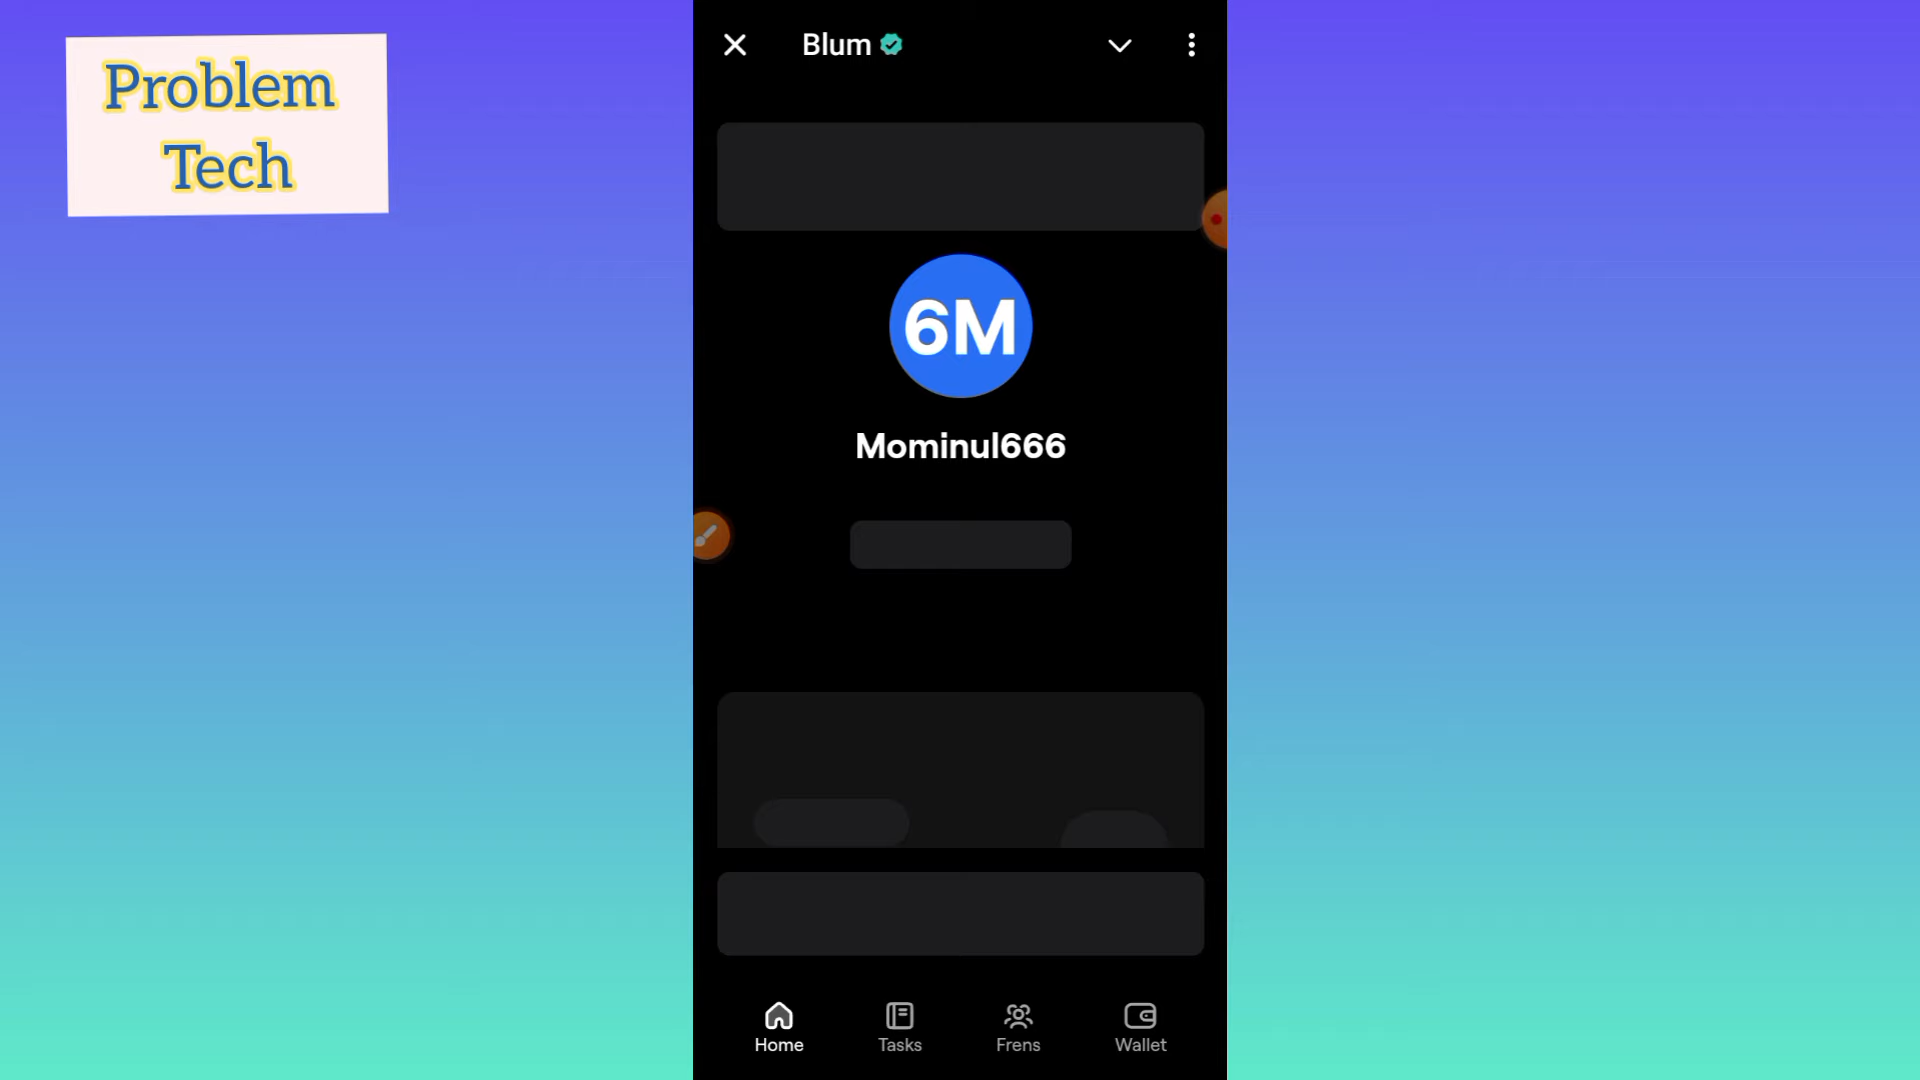 Problem
Tech
Blum
6M
Mominul666
Home
Tasks
Frens
Wallet